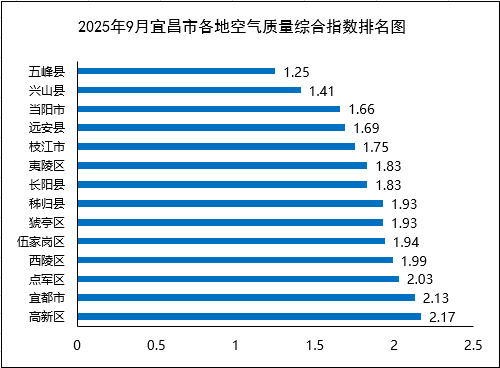 2025年9月宜昌市各地空气质量综合指数排名图
五峰县 1.25
兴山县 1.41
当阳市 1.66
远安县 1.69
枝江市 1.75
夷陵区 1.83
长阳县 1.83
秭归县 1.93
猇亭区 1.93
伍家岗区 1.94
西陵区 1.99
点军区 2.03
宜都市 2.13
高新区 2.17
0 0.5 1 1.5 2 2.5